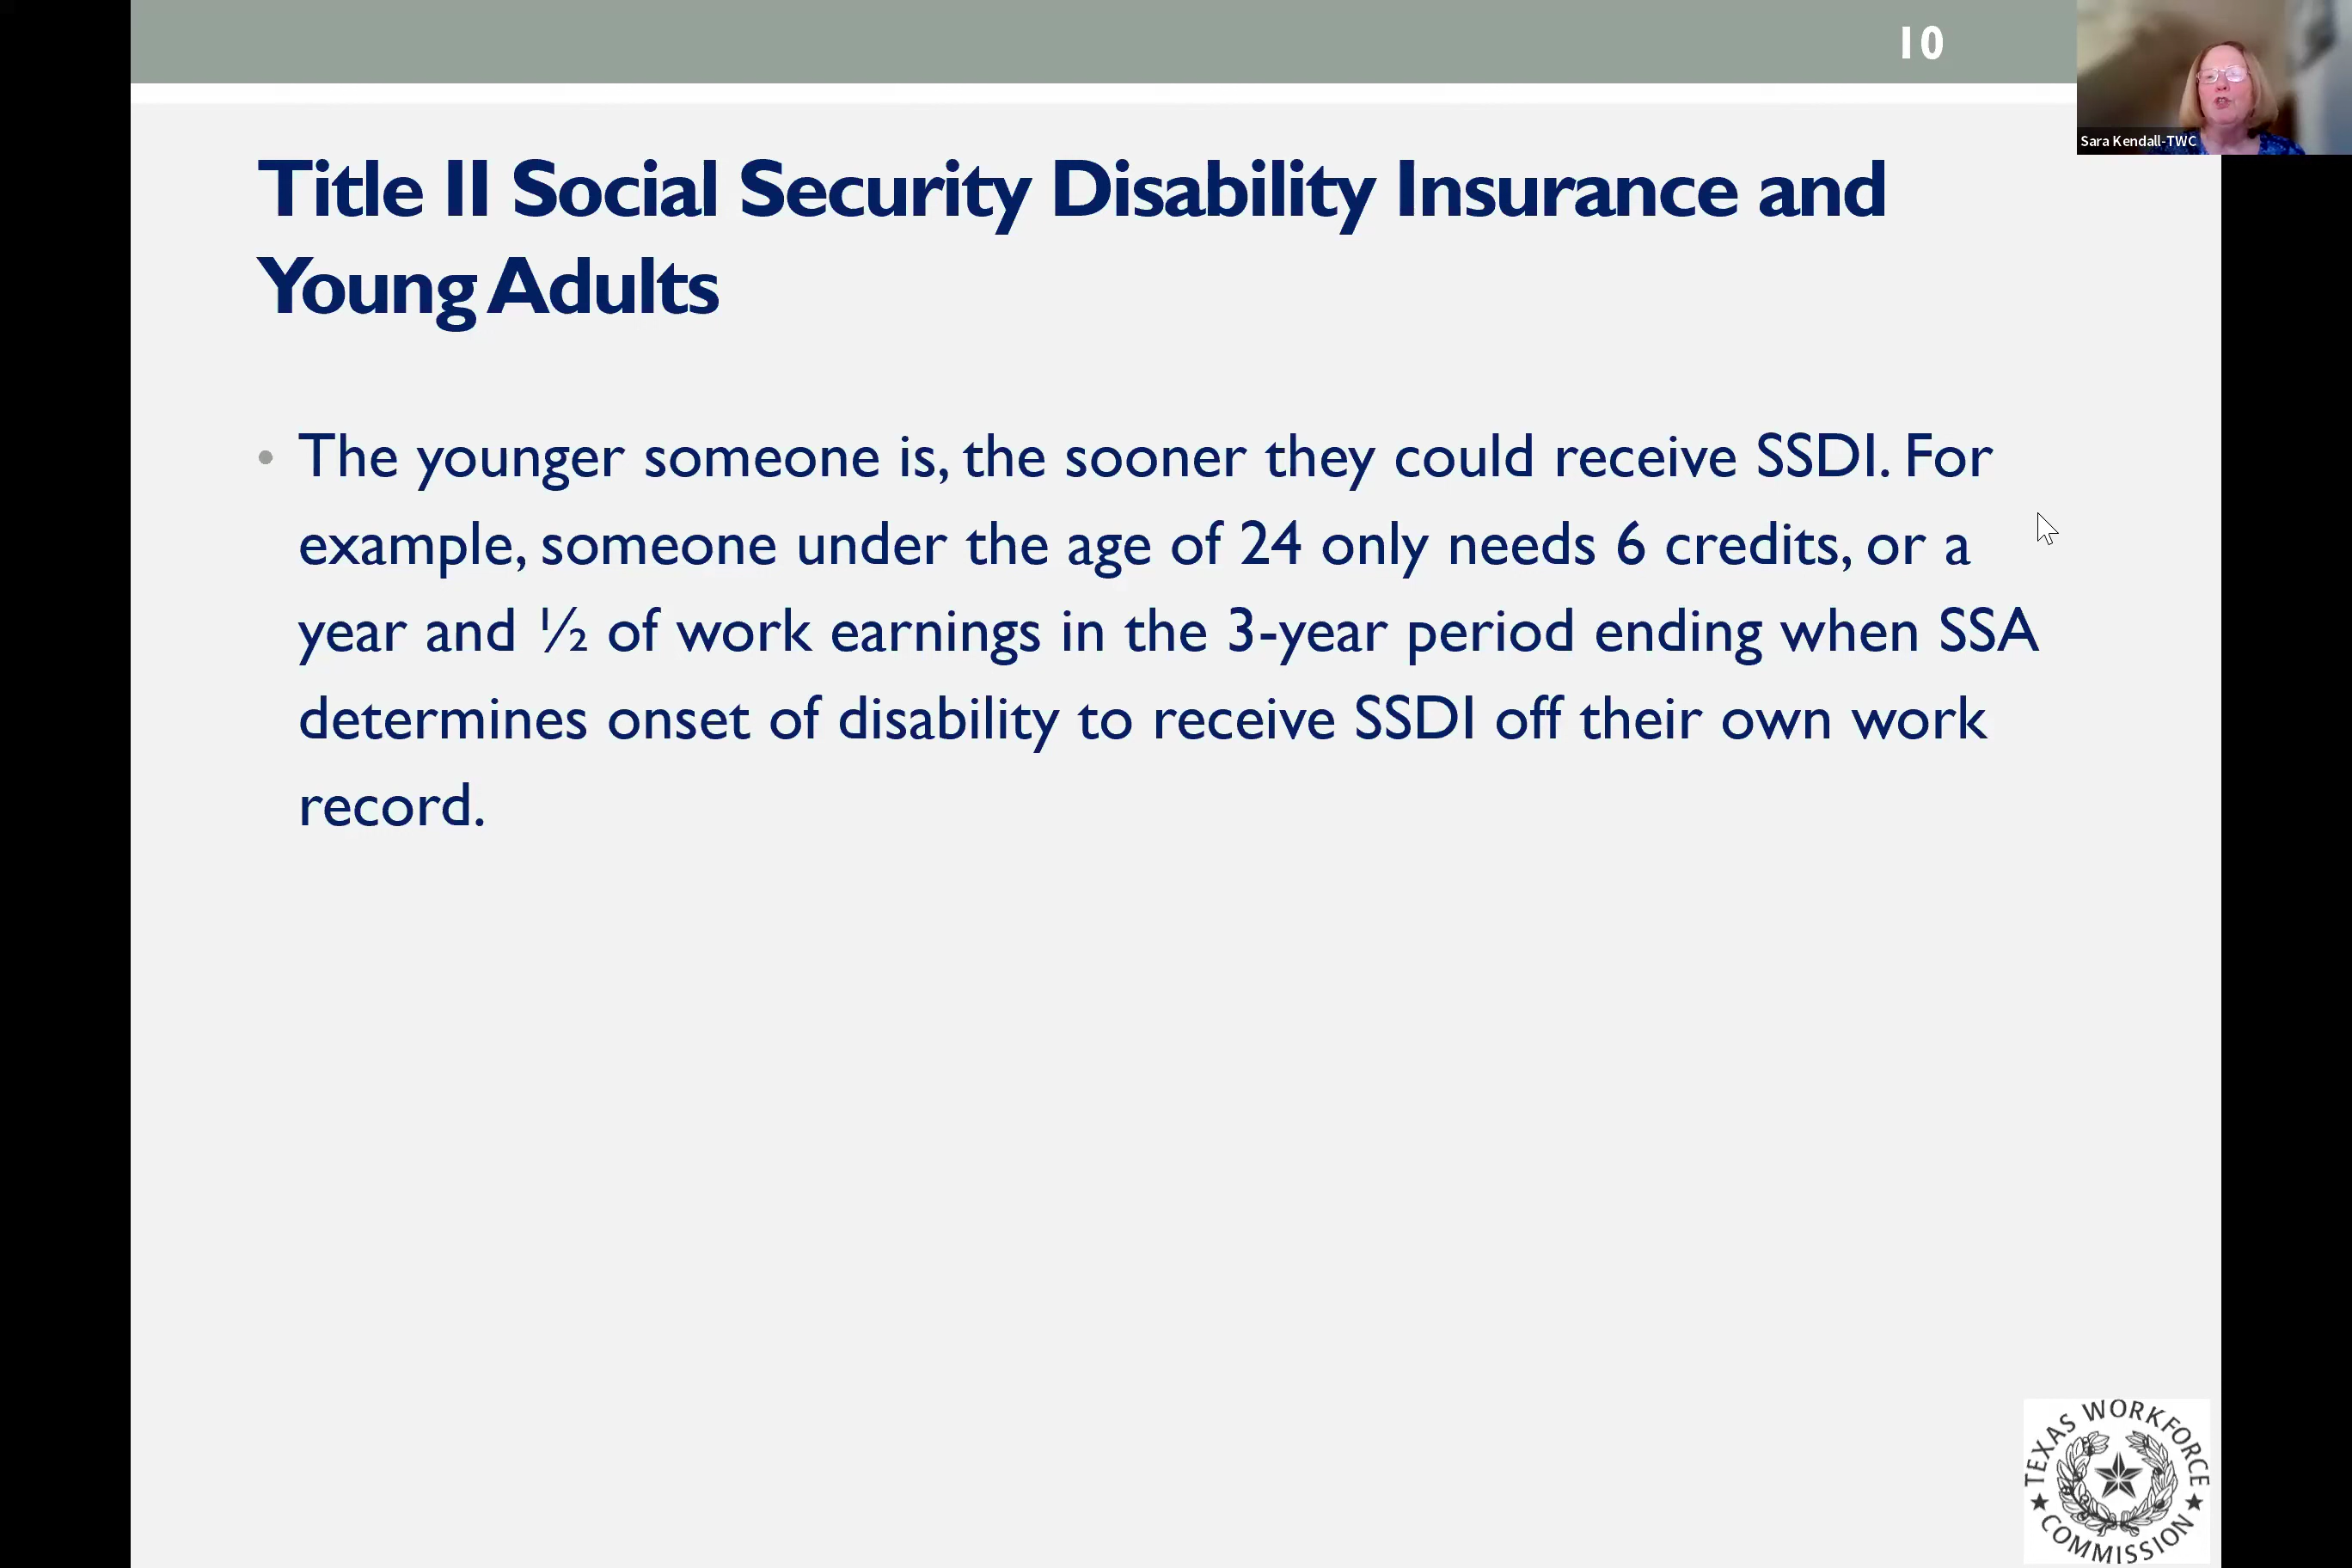 10
Sara Kendall-TWC
Title II Social Security Disability Insurance and
Young Adults
• The younger someone is, the sooner they could receive SSDI. For
example, someone under the age of 24 only needs 6 credits, or a
year and ½ of work earnings in the 3-year period ending when SSA
determines onset of disability to receive SSDI off their own work
record.
TEXAS WORKFORCE
COMMISSION